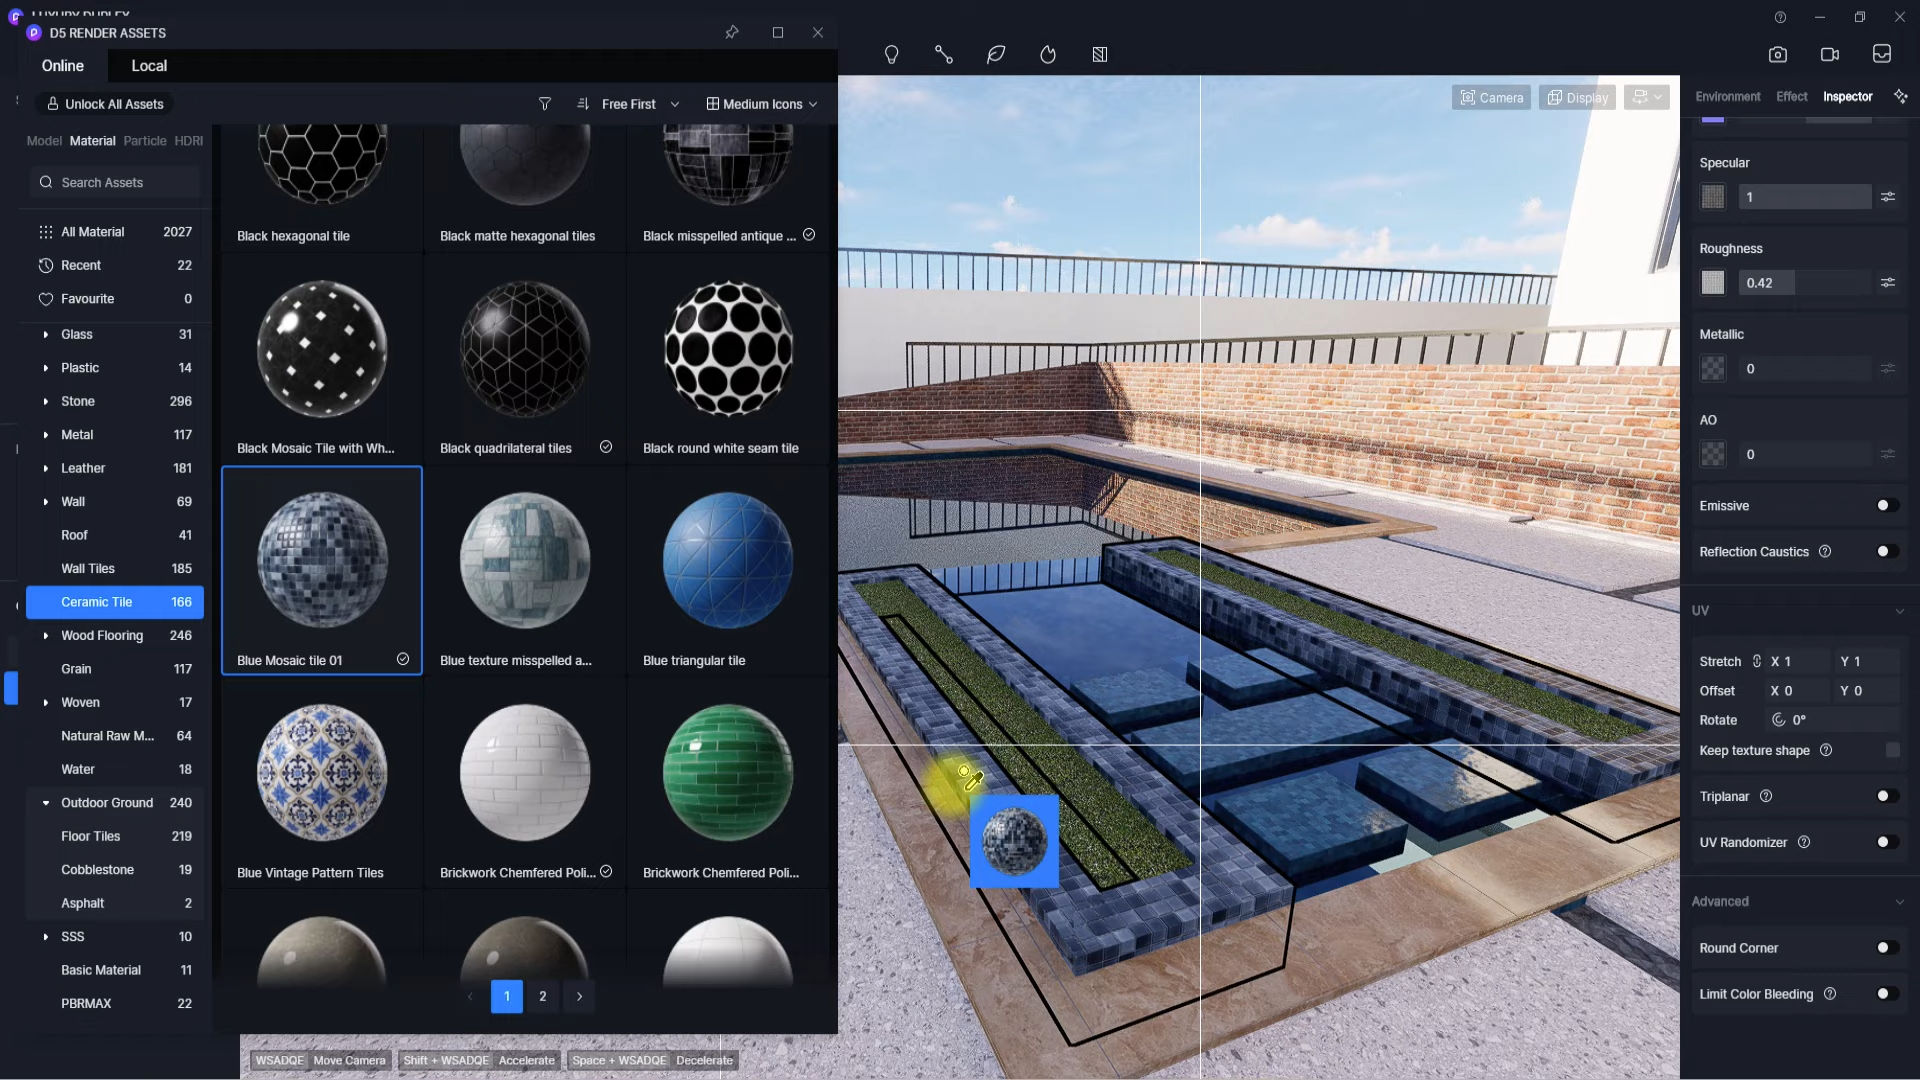 D5 RENDER ASSETS
Online
Local
Unlock All Assets
Free First
Medium Icons
Model Material Particle HDRI
Search Assets
All Material 2027
Recent 22
Favourite 0
Glass 31
Plastic 14
Stone 296
Metal 117
Leather 181
Wall 69
Roof 41
Wall Tiles 185
Ceramic Tile 166
Wood Flooring 246
Grain 117
Woven 17
Natural Raw M... 64
Water 18
Outdoor Ground 240
Floor Tiles 219
Cobblestone 19
Asphalt 2
SSS 10
Basic Material 11
PBRMAX 22
Black hexagonal tile
Black matte hexagonal tiles
Black misspelled antique ...
Black Mosaic Tile with Wh...
Black quadrilateral tiles
Black round white seam tile
Blue Mosaic tile 01
Blue texture misspelled a...
Blue triangular tile
Blue Vintage Pattern Tiles
Brickwork Chemfered Poli...
Brickwork Chemfered Poli...
1 2
WSADQE Move Camera Shift + WSADQE Accelerate Space + WSADQE Decelerate
Camera
Display
Environment Effect Inspector
Specular
1
Roughness
0.42
Metallic
0
AO
0
Emissive
Reflection Caustics
UV
Stretch X 1 Y 1
Offset X 0 Y 0
Rotate 0°
Keep texture shape
Triplanar
UV Randomizer
Advanced
Round Corner
Limit Color Bleeding